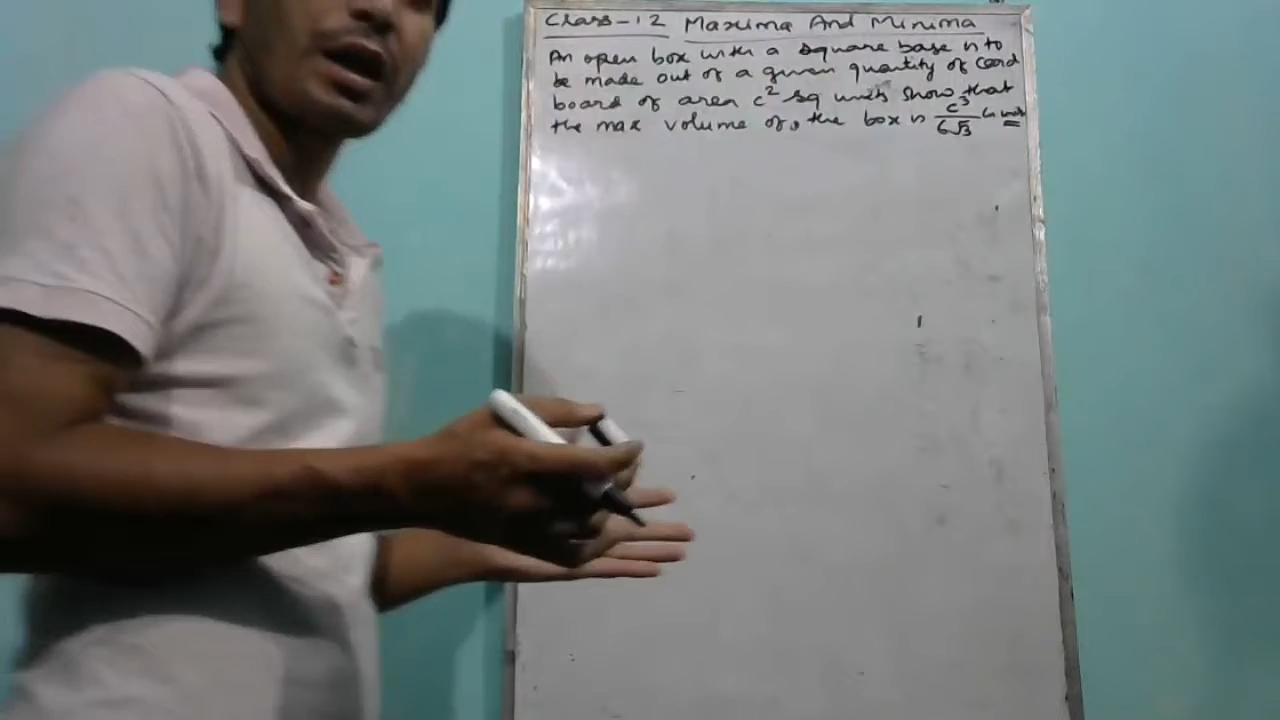 Class-12 Maxima And Minima
An open box with a square base is to
be made out of a given quantity of card
board of area c² sq units show that
the max volume of, the box is c³/6√3 cu units